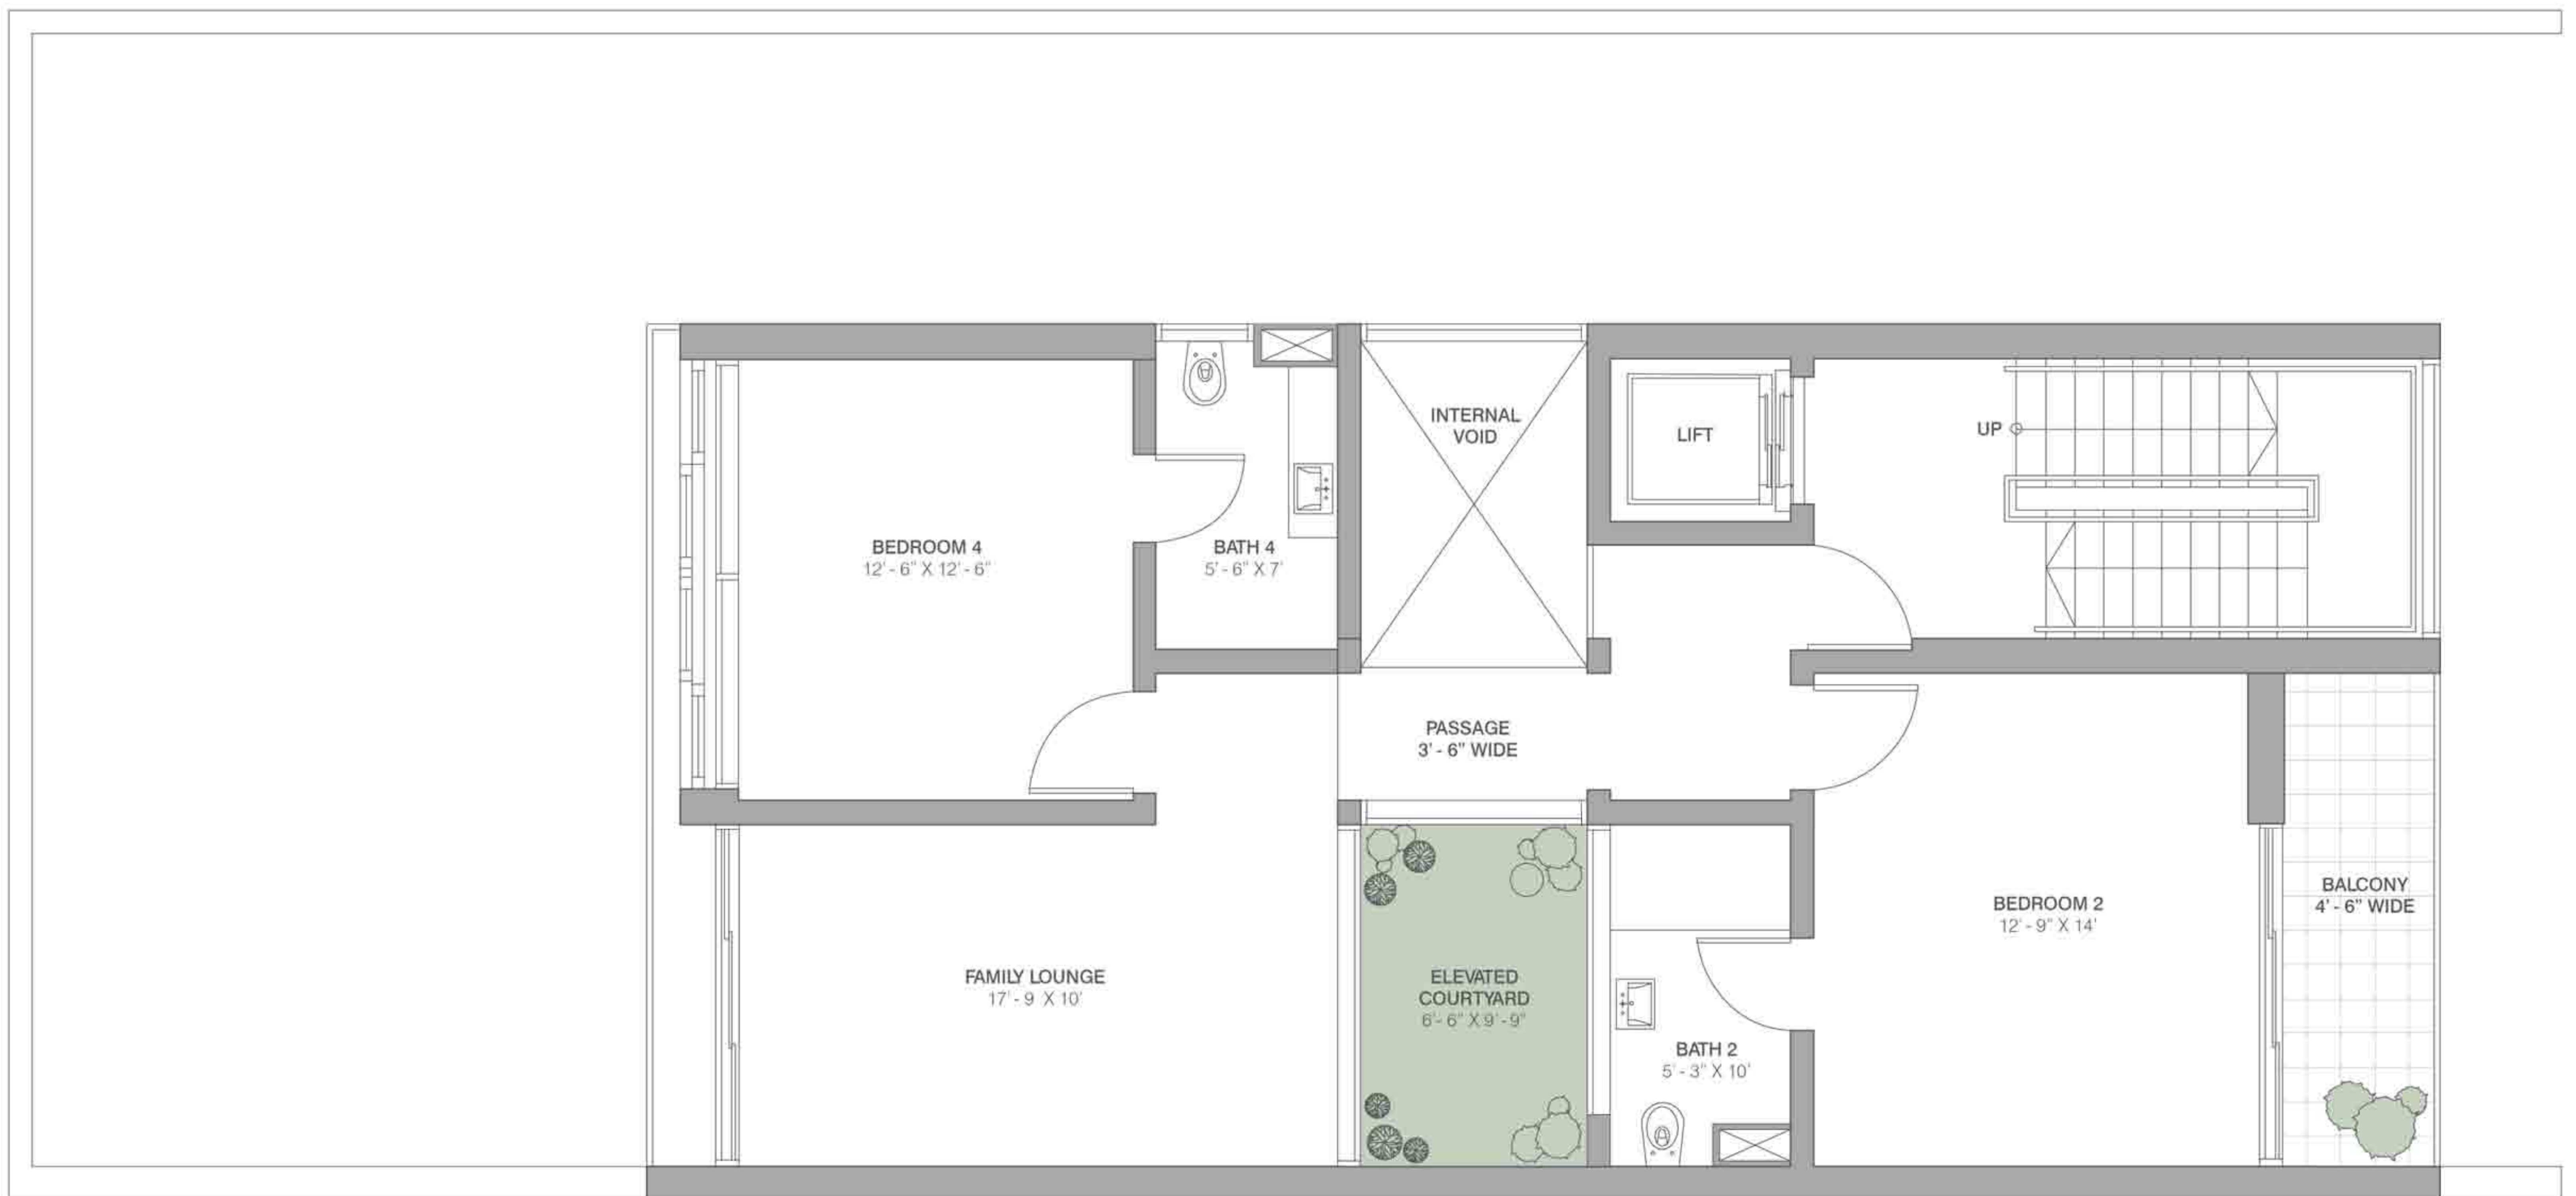 INTERNAL
VOID
LIFT
UP
BEDROOM 4
12' - 6" X 12' - 6"
BATH 4
5' - 6" X 7'
PASSAGE
3' - 6" WIDE
BEDROOM 2
12' - 9" X 14'
BALCONY
4' - 6" WIDE
FAMILY LOUNGE
17' - 9 X 10'
ELEVATED
COURTYARD
6' - 6" X 9' - 9"
BATH 2
5' - 3" X 10'